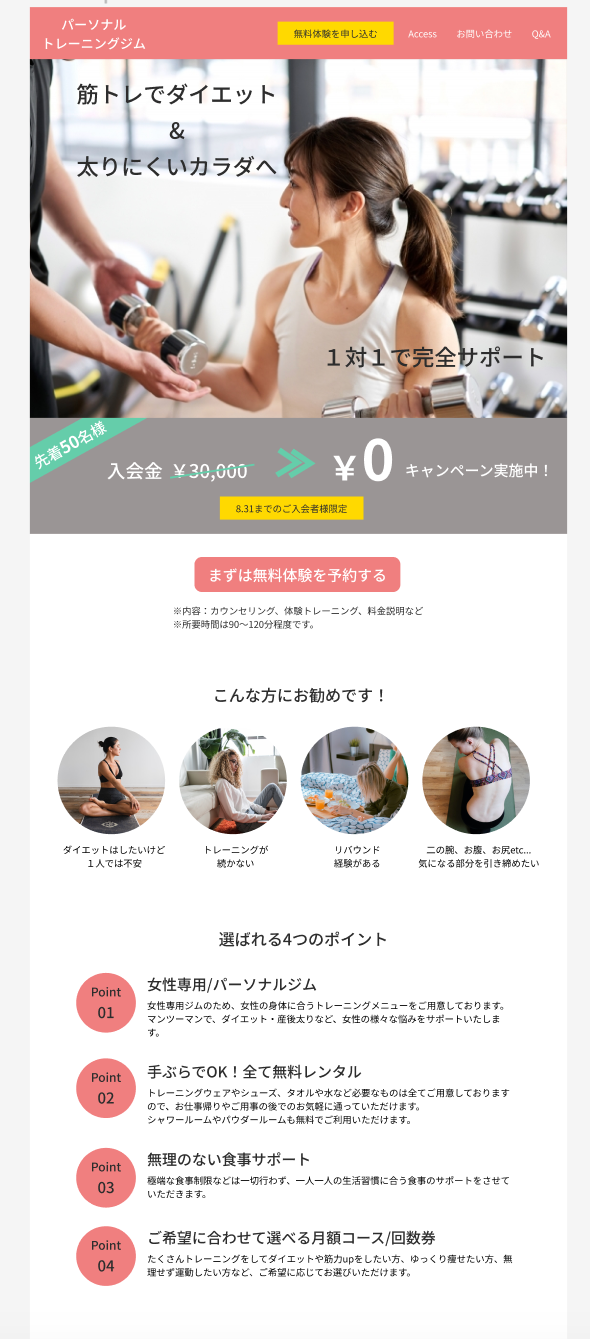 パーソナル
トレーニングジム
無料体験を申し込む
Access
お問い合わせ
Q&A
筋トレでダイエット
&
太りにくいカラダへ
１対１で完全サポート
先着50名様
入会金 ￥30,000
￥0 キャンペーン実施中！
8.31までのご入会者様限定
まずは無料体験を予約する
※内容：カウンセリング、体験トレーニング、料金説明など
※所要時間は90〜120分程度です。
こんな方にお勧めです！
ダイエットはしたいけど
１人では不安
トレーニングが
続かない
リバウンド
経験がある
二の腕、お腹、お尻etc...
気になる部分を引き締めたい
選ばれる4つのポイント
Point
01
女性専用/パーソナルジム
女性専用ジムのため、女性の身体に合うトレーニングメニューをご用意しております。
マンツーマンで、ダイエット・産後太りなど、女性の様々な悩みをサポートいたしま
す。
Point
02
手ぶらでOK！全て無料レンタル
トレーニングウェアやシューズ、タオルや水など必要なものは全てご用意しております
ので、お仕事帰りやご用事の後でのお気軽に通っていただけます。
シャワールームやパウダールームも無料でご利用いただけます。
Point
03
無理のない食事サポート
極端な食事制限などは一切行わず、一人一人の生活習慣に合う食事のサポートをさせて
いただきます。
Point
04
ご希望に合わせて選べる月額コース/回数券
たくさんトレーニングをしてダイエットや筋力upをしたい方、ゆっくり痩せたい方、無
理せず運動したい方など、ご希望に応じてお選びいただけます。